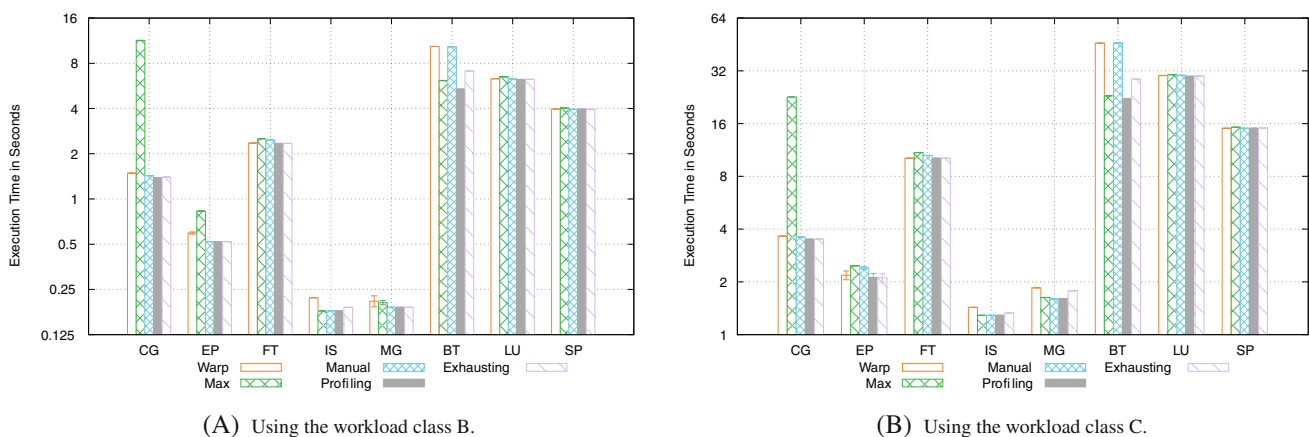 16
8
4
2
1
0.5
0.25
0.125
Execution Time in Seconds
CG EP FT IS MG BT LU SP
Warp Manual Exhausting
Max Profiling
(A) Using the workload class B.
64
32
16
8
4
2
1
Execution Time in Seconds
CG EP FT IS MG BT LU SP
Warp Manual Exhausting
Max Profiling
(B) Using the workload class C.